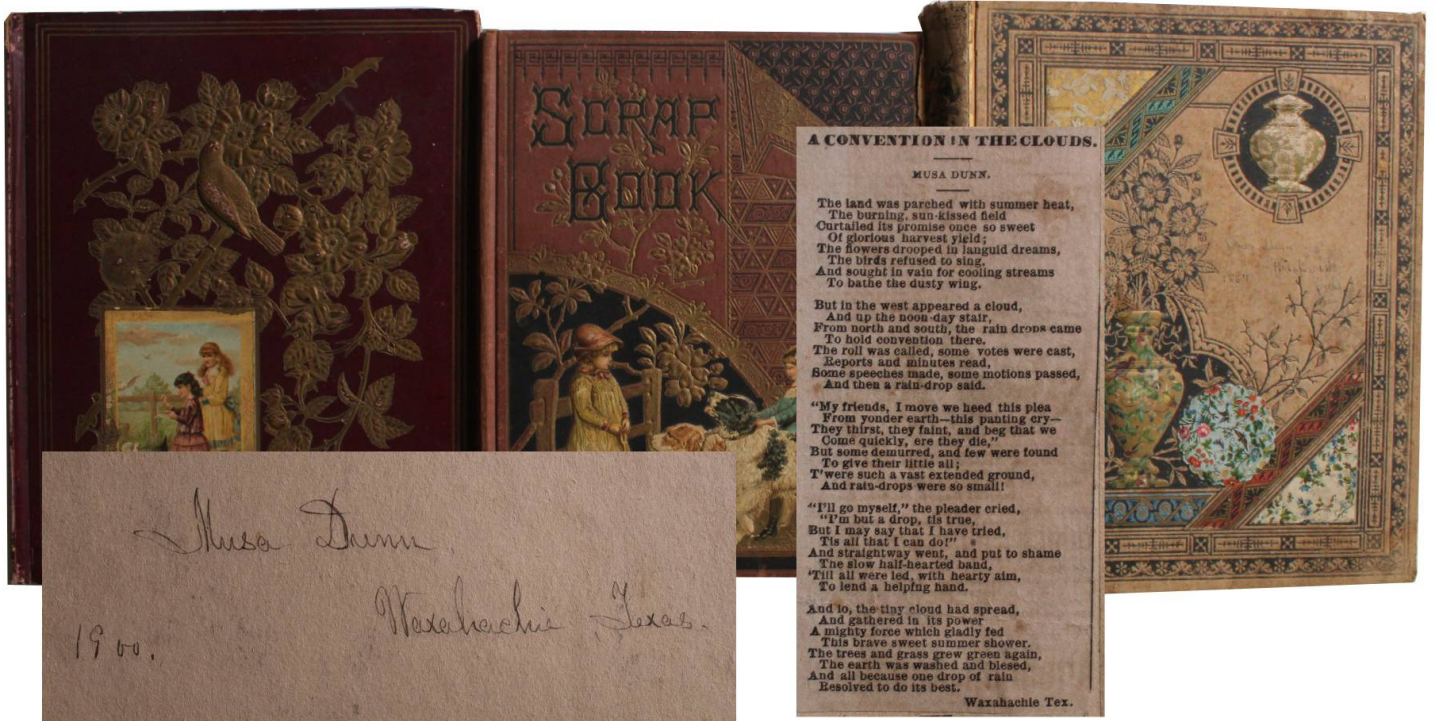 SCRAP
BOOK
A CONVENTION IN THE CLOUDS.
MUSA DUNN.
The land was parched with summer heat,
The burning, sun-kissed field
Curtailed its promise once so sweet
Of glorious harvest yield;
The flowers drooped in languid dreams,
The birds refused to sing,
And sought in vain for cooling streams
To bathe the dusty wing.
But in the west appeared a cloud,
And up the noon-day stair,
From north and south, the rain drops came
To hold convention there.
The roll was called, some votes were cast,
Reports and minutes read,
Some speeches made, some motions passed,
And then a rain-drop said.
"My friends, I move we heed this plea
From yonder earth—this panting cry—
They thirst, they faint, and beg that we
Come quickly, ere they die,"
But some demurred, and few were found
To give their little all;
T'were such a vast extended ground,
And rain-drops were so small!
"I'll go myself," the pleader cried,
"I'm but a drop, tis true,
But I may say that I have tried,
Tis all that I can do!"
And straightway went, and put to shame
The slow half-hearted band,
'Till all were led, with hearty aim,
To lend a helping hand.
And lo, the tiny cloud had spread,
And gathered in its power
A mighty force which gladly fed
This brave sweet summer shower.
The trees and grass grew green again,
The earth was washed and blesed,
And all because one drop of rain
Resolved to do its best.
Waxahachie Tex.
Musa Dunn.
Waxahachie Texas.
1900.